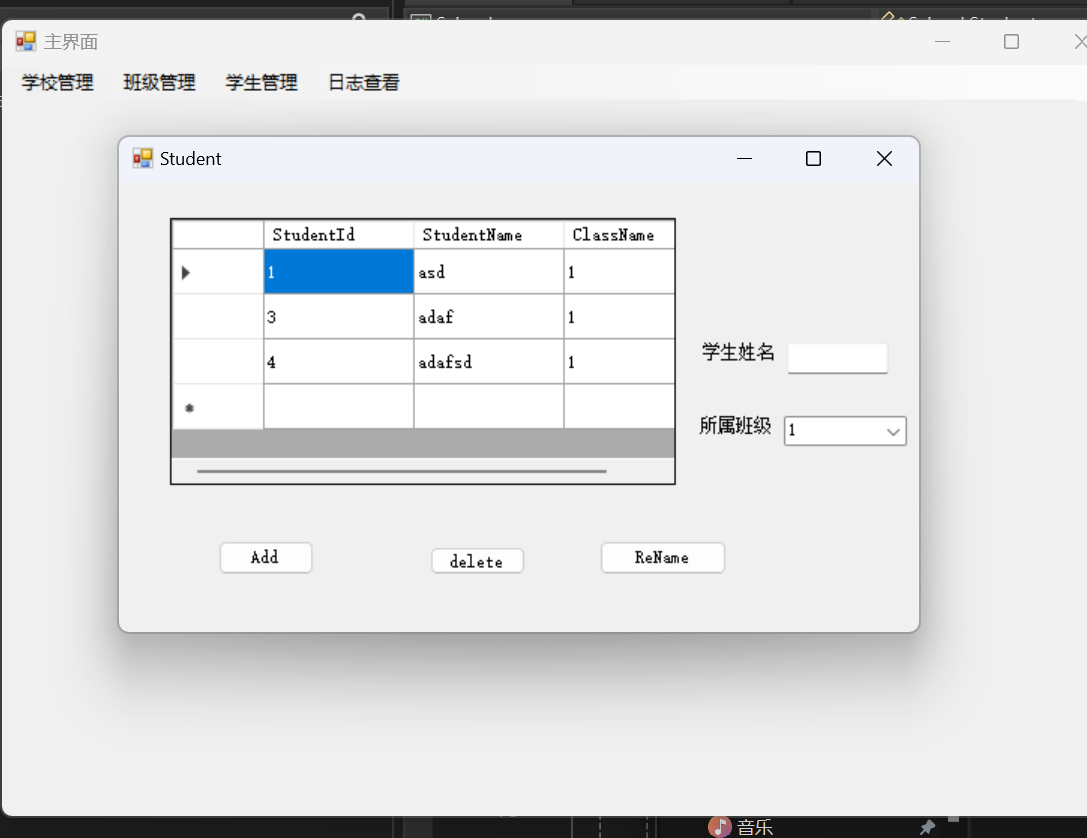 主界面
学校管理 班级管理 学生管理 日志查看
Student
StudentId StudentName ClassName
1 asd 1
3 adaf 1
4 adafsd 1
学生姓名
所属班级 1
Add delete ReName
音乐